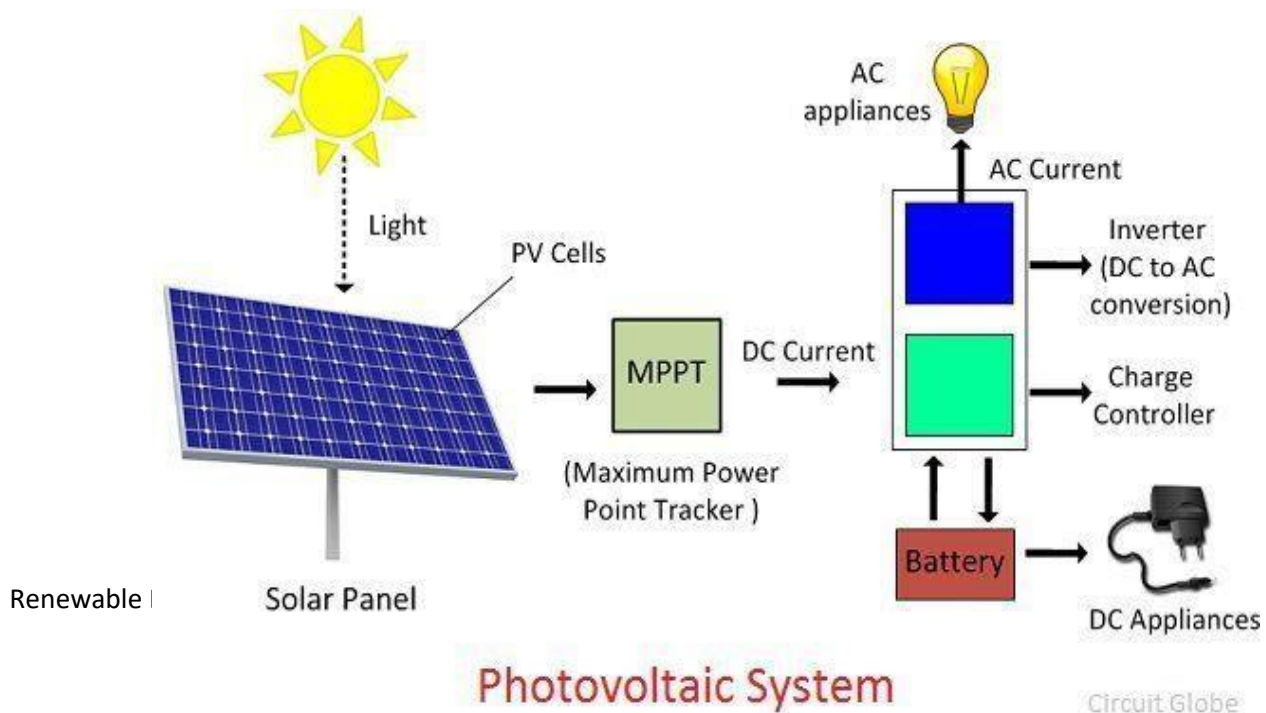 AC
appliances
AC Current
Light
PV Cells
Inverter
(DC to AC
conversion)
MPPT
DC Current
Charge
Controller
(Maximum Power
Point Tracker )
Battery
Renewable
Solar Panel
DC Appliances
Photovoltaic System
Circuit Globe